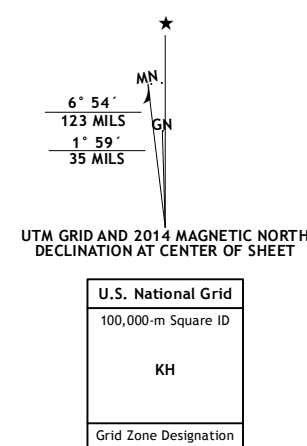 ★
MN.
6° 54´
123 MILS
GN
1° 59´
35 MILS
UTM GRID AND 2014 MAGNETIC NORTH
DECLINATION AT CENTER OF SHEET
U.S. National Grid
100,000-m Square ID
KH
Grid Zone Designation